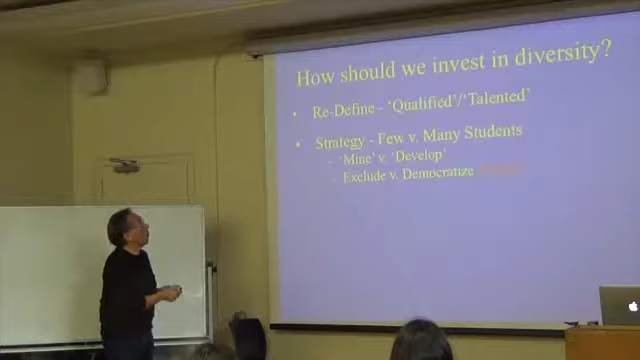 How should we invest in diversity?
• Re-Define - 'Qualified'/'Talented'
• Strategy - Few v. Many Students
- 'Mine' v. 'Develop'
- Exclude v. Democratize